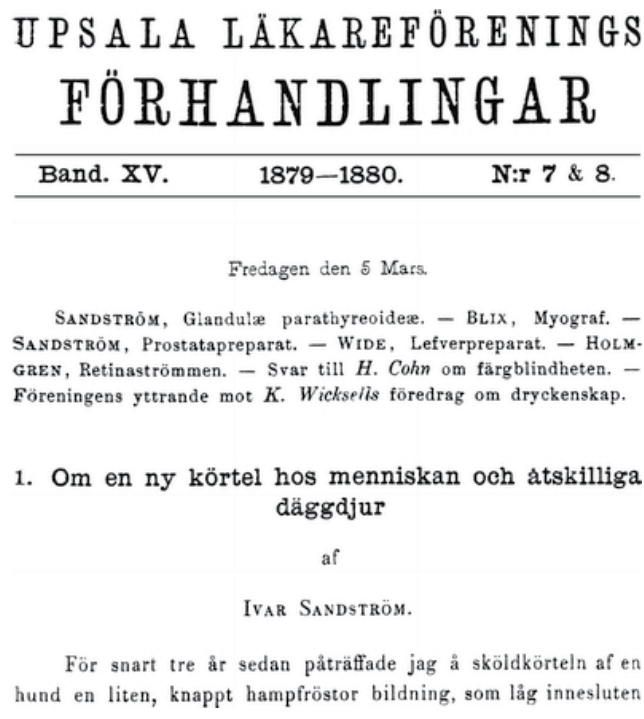 UPSALA LÄKAREFÖRENINGS
FÖRHANDLINGAR
Band. XV. 1879—1880. N:r 7 & 8.
Fredagen den 5 Mars.
SANDSTRÖM, Glandulæ parathyreoideæ. — BLIX, Myograf. —
SANDSTRÖM, Prostatapreparat. — WIDE, Lefverpreparat. — HOLM-
GREN, Retinaströmmen. — Svar till H. Cohn om färgblindheten. —
Föreningens yttrande mot K. Wicksells föredrag om dryckenskap.
1. Om en ny körtel hos menniskan och åtskilliga
däggdjur
af
IVAR SANDSTRÖM.
För snart tre år sedan påträffade jag å sköldkörteln af en
hund en liten, knappt hampfröstor bildning, som låg innesluten